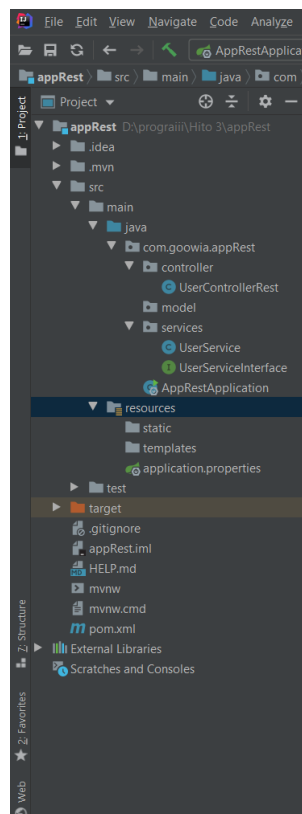 File Edit View Navigate Code Analyze
AppRestApplica
appRest src main java com
1: Project
Project
appRest D:\prograiii\Hito 3\appRest
.idea
.mvn
src
main
java
com.goowia.appRest
controller
UserControllerRest
model
services
UserService
UserServiceInterface
AppRestApplication
resources
static
templates
application.properties
test
target
.gitignore
appRest.iml
HELP.md
mvnw
mvnw.cmd
pom.xml
External Libraries
Scratches and Consoles
Z: Structure
2: Favorites
Web